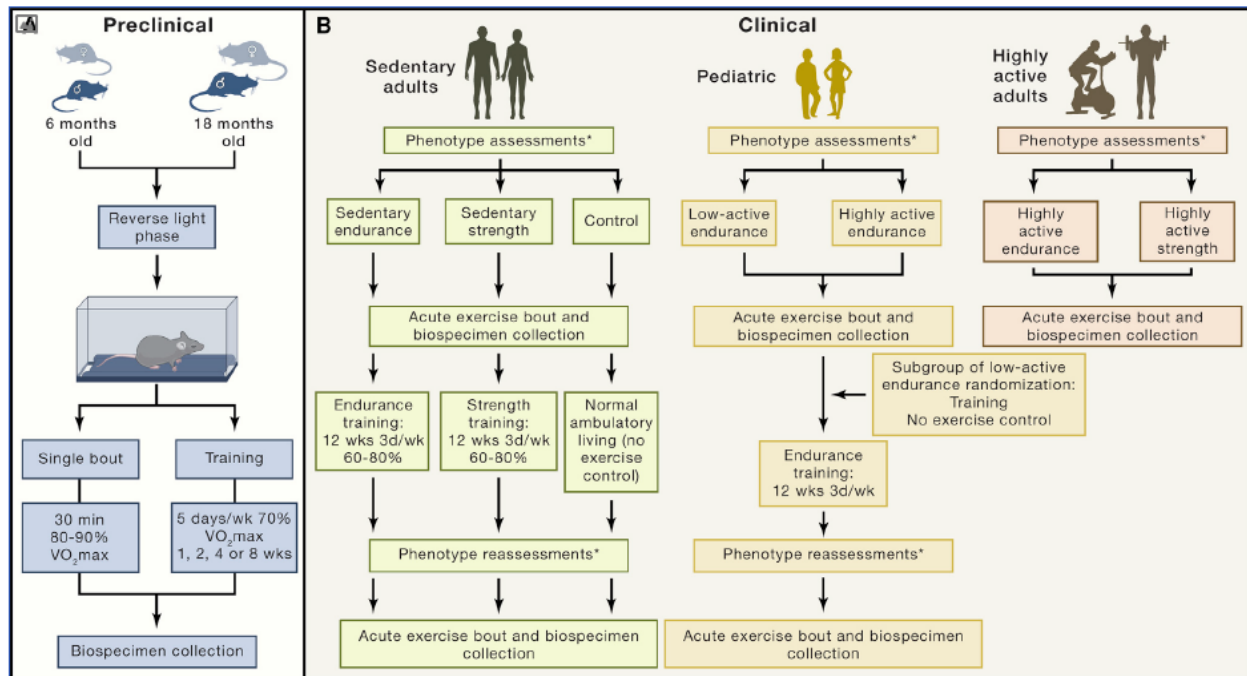 A
Preclinical
♀
♂
6 months
old
♀
♂
18 months
old
Reverse light
phase
Single bout
Training
30 min
80-90%
VO₂max
5 days/wk 70%
VO₂max
1, 2, 4 or 8 wks
Biospecimen collection
B
Clinical
Sedentary
adults
Phenotype assessments*
Sedentary
endurance
Sedentary
strength
Control
Acute exercise bout and
biospecimen collection
Endurance
training:
12 wks 3d/wk
60-80%
Strength
training:
12 wks 3d/wk
60-80%
Normal
ambulatory
living (no
exercise
control)
Phenotype reassessments*
Acute exercise bout and biospecimen
collection
Pediatric
Phenotype assessments*
Low-active
endurance
Highly active
endurance
Acute exercise bout and
biospecimen collection
Subgroup of low-active
endurance randomization:
Training
No exercise control
Endurance
training:
12 wks 3d/wk
Phenotype reassessments*
Acute exercise bout and biospecimen
collection
Highly
active
adults
Phenotype assessments*
Highly
active
endurance
Highly
active
strength
Acute exercise bout and
biospecimen collection